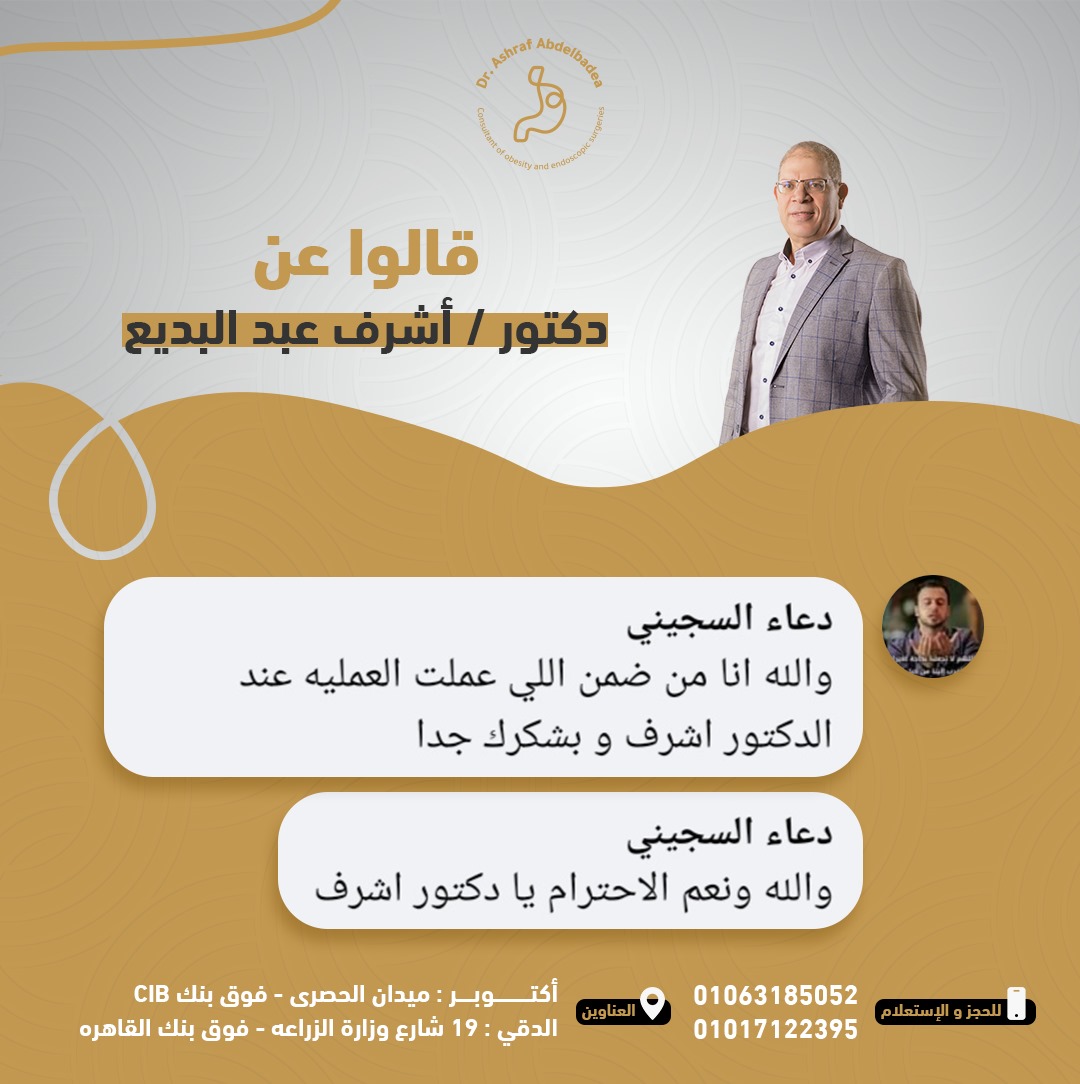 Dr. Ashraf Abdelbadea
Consultant of obesity and endoscopic surgeries
قالوا عن
دكتور / أشرف عبد البديع
دعاء السجيني
والله انا من ضمن اللي عملت العمليه عند
الدكتور اشرف و بشكرك جدا
دعاء السجيني
والله ونعم الاحترام يا دكتور اشرف
للحجز و الإستعلام
01063185052
01017122395
العناوين
أكتـــــوبـــر : ميدان الحصرى - فوق بنك CIB
الدقي : 19 شارع وزارة الزراعه - فوق بنك القاهره